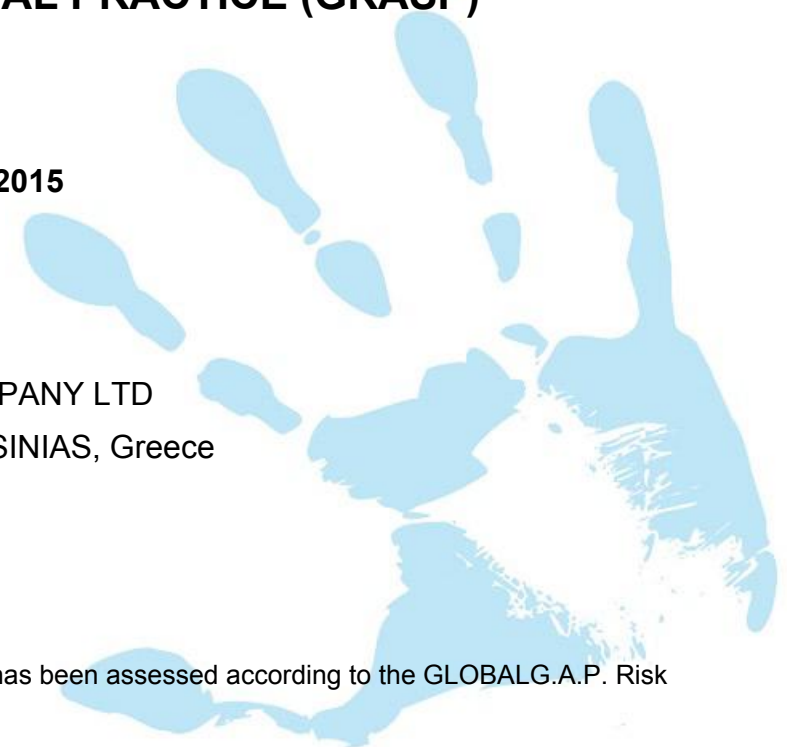 AL PRACTICE (GRASP)
2015
PANY LTD
SINIAS, Greece
has been assessed according to the GLOBALG.A.P. Risk